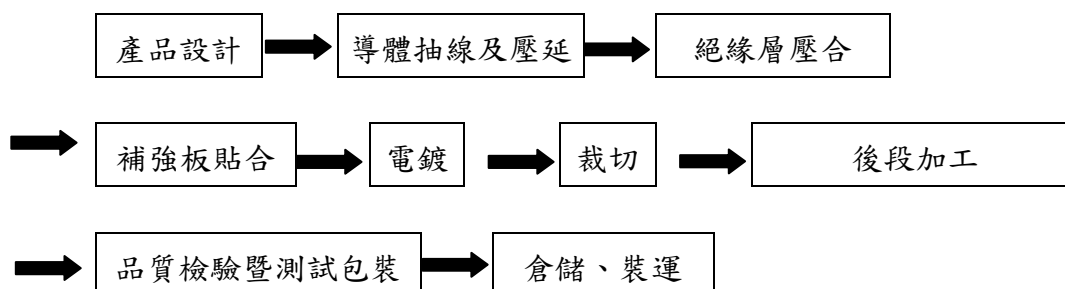 產品設計 導體抽線及壓延 絕緣層壓合
補強板貼合 電鍍 裁切 後段加工
品質檢驗暨測試包裝 倉儲、裝運